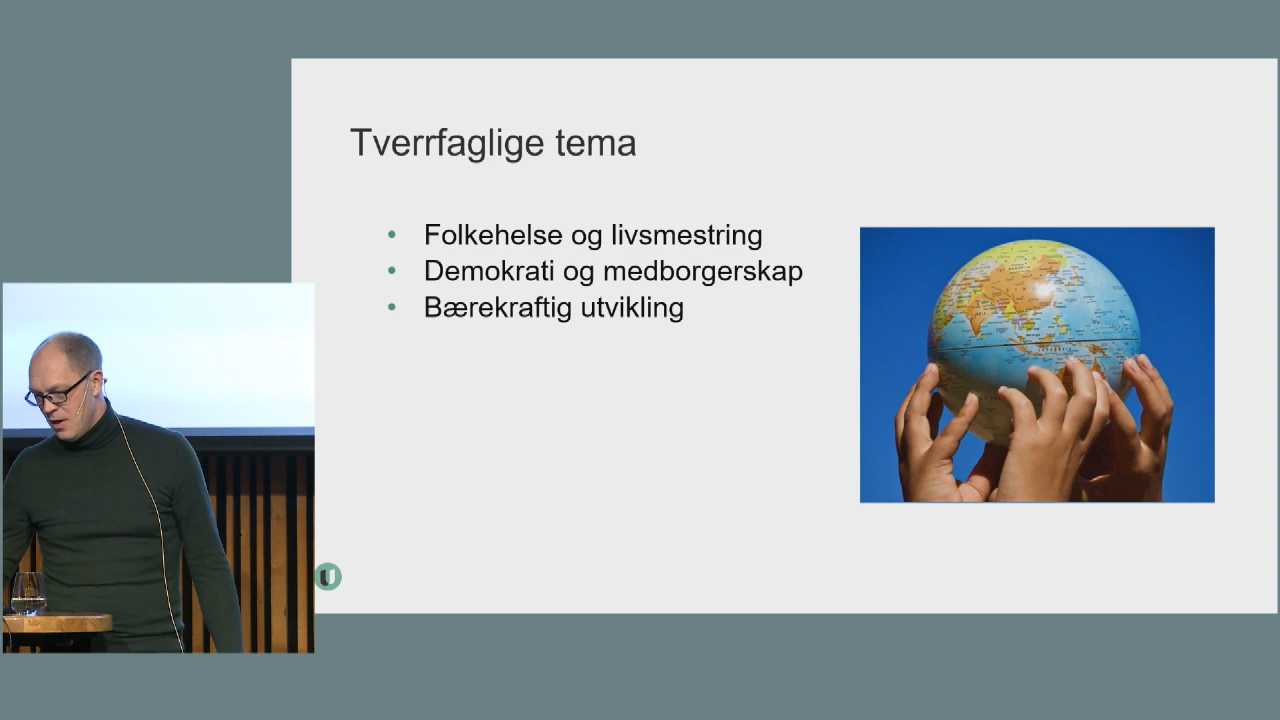 Tverrfaglige tema
• Folkehelse og livsmestring
• Demokrati og medborgerskap
• Bærekraftig utvikling
U